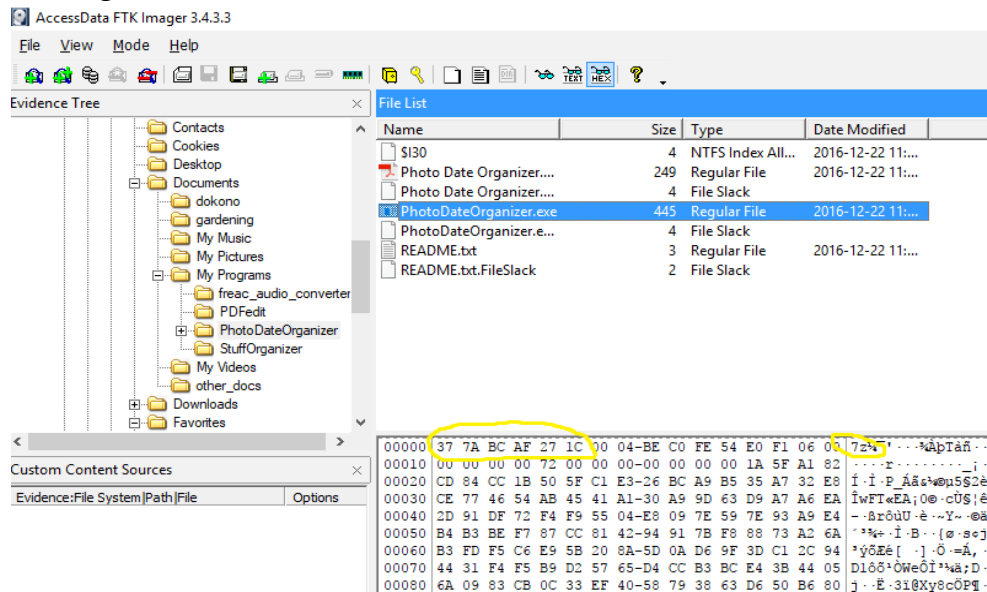 AccessData FTK Imager 3.4.3.3
File View Mode Help
Evidence Tree
Contacts
Cookies
Desktop
Documents
dokono
gardening
My Music
My Pictures
My Programs
freac_audio_converter
PDFedit
PhotoDateOrganizer
StuffOrganizer
My Videos
other_docs
Downloads
Favorites
Custom Content Sources
Evidence:File System|Path|File Options
File List
Name Size Type Date Modified
$I30 4 NTFS Index All... 2016-12-22 11:...
Photo Date Organizer.... 249 Regular File 2016-12-22 11:...
Photo Date Organizer.... 4 File Slack
PhotoDateOrganizer.exe 445 Regular File 2016-12-22 11:...
PhotoDateOrganizer.e... 4 File Slack
README.txt 3 Regular File 2016-12-22 11:...
README.txt.FileSlack 2 File Slack
00000 37 7A BC AF 27 1C 00 04-BE C0 FE 54 E0 F1 06 00 7z¼¯'···¾ÀþTàñ··
00010 00 00 00 00 72 00 00 00-00 00 00 00 1A 5F A1 82
00020 CD 84 CC 1B 50 5F C1 E3-26 BC A9 B5 35 A7 32 E8
00030 CE 77 46 54 AB 45 41 A1-30 A9 9D 63 D9 A7 A6 EA
00040 2D 91 DF 72 F4 F9 55 04-E8 09 7E 59 7E 93 A9 E4
00050 B4 B3 BE F7 87 CC 81 42-94 91 7B F8 88 73 A2 6A
00060 B3 FD F5 C6 E9 5B 20 8A-5D 0A D6 9F 3D C1 2C 94
00070 44 31 F4 F5 B9 D2 57 65-D4 CC B3 BC E4 3B 44 05
00080 6A 09 83 CB 0C 33 EF 40-58 79 38 63 D6 50 B6 80